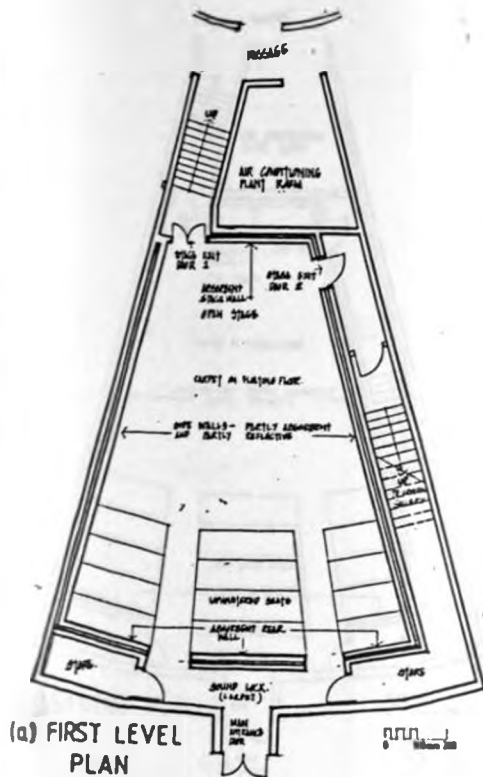 PASSAGE
UP
AIR CONDITIONING
PLANT ROOM
STAGE EXIT
DOOR 1
STAGE EXIT
DOOR 2
ABSORBENT
STAGE WALL
OPEN STAGE
CARPET ON FLOOR
SIDE WALLS - PARTLY ABSORBENT
AND PARTLY REFLECTIVE
UP
UPHOLSTERED SEATS
ABSORBENT REAR
WALL
STAIRS
STAIRS
SOUND LOCK
(CARPET)
MAIN
ENTRANCE
DOOR
(a) FIRST LEVEL
PLAN
0